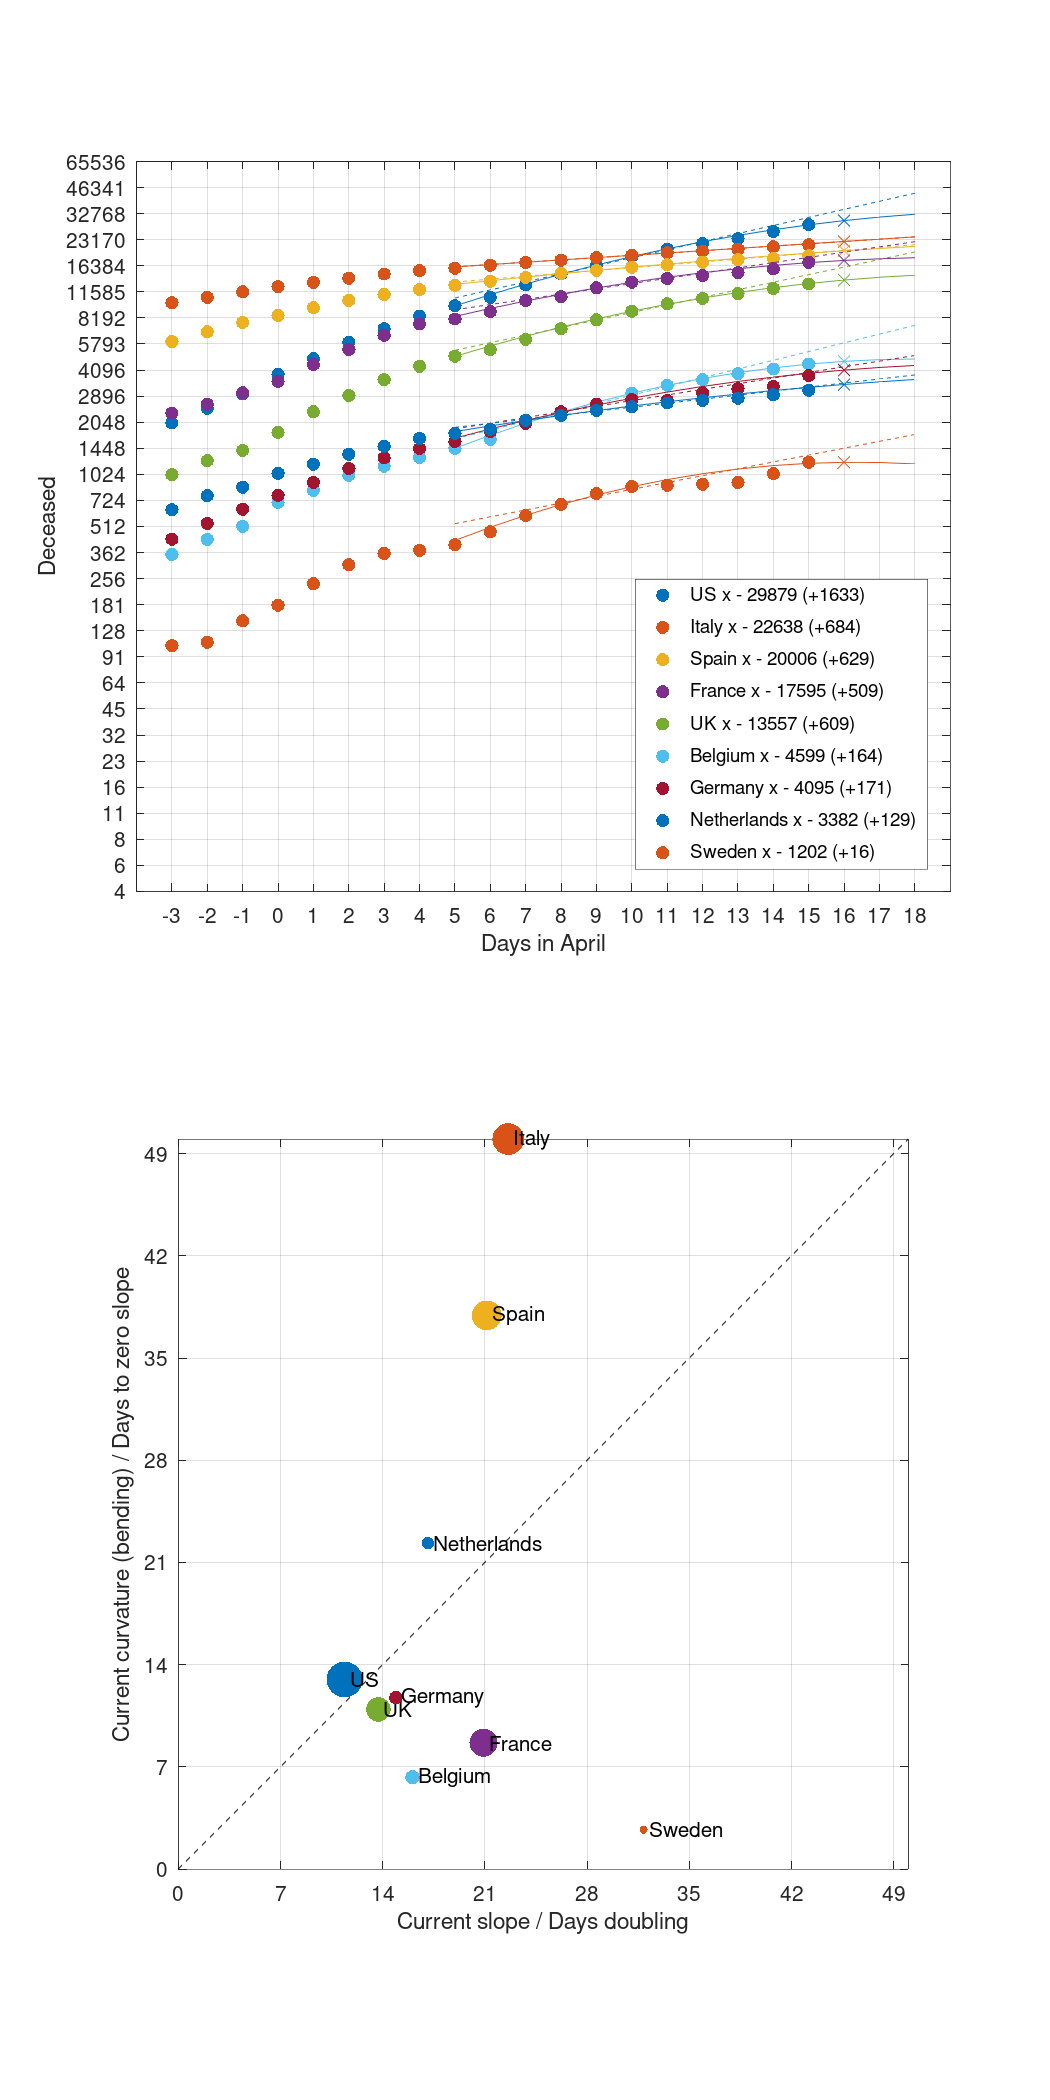 65536
46341
32768
23170
16384
11585
8192
5793
4096
2896
2048
1448
1024
724
512
362
256
181
128
91
64
45
32
23
16
11
8
6
4
Deceased
US x - 29879 (+1633)
Italy x - 22638 (+684)
Spain x - 20006 (+629)
France x - 17595 (+509)
UK x - 13557 (+609)
Belgium x - 4599 (+164)
Germany x - 4095 (+171)
Netherlands x - 3382 (+129)
Sweden x - 1202 (+16)
-3 -2 -1 0 1 2 3 4 5 6 7 8 9 10 11 12 13 14 15 16 17 18
Days in April
49
42
35
28
21
14
7
0
Current curvature (bending) / Days to zero slope
Italy
Spain
Netherlands
US
Germany
UK
France
Belgium
Sweden
0 7 14 21 28 35 42 49
Current slope / Days doubling